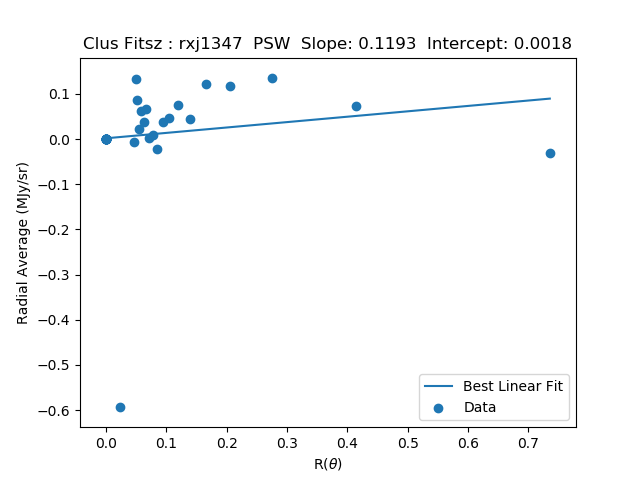 Clus Fitsz : rxj1347  PSW  Slope: 0.1193  Intercept: 0.0018
0.1
0.0
−0.1
−0.2
−0.3
−0.4
−0.5
−0.6
Radial Average (MJy/sr)
Best Linear Fit
Data
0.0 0.1 0.2 0.3 0.4 0.5 0.6 0.7
R(θ)